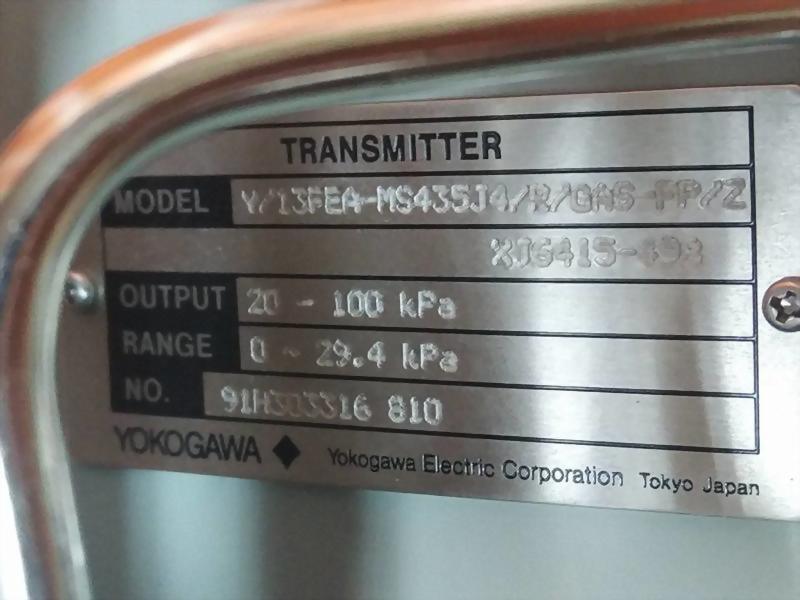 TRANSMITTER
MODEL Y/13FEA-MS435J4/R/GAS-PP/Z
OUTPUT 20 - 100 kPa
RANGE 0 ~ 29.4 kPa
NO. 91H303316 810
YOKOGAWA ◆ Yokogawa Electric Corporation Tokyo Japan